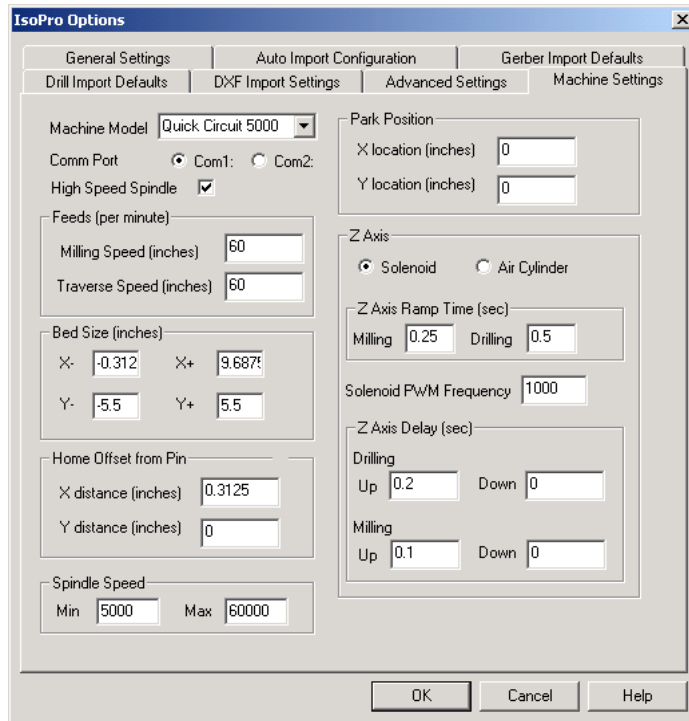 IsoPro Options
General Settings
Auto Import Configuration
Gerber Import Defaults
Drill Import Defaults
DXF Import Settings
Advanced Settings
Machine Settings
Machine Model Quick Circuit 5000
Comm Port Com1: Com2:
High Speed Spindle
Feeds (per minute)
Milling Speed (inches) 60
Traverse Speed (inches) 60
Bed Size (inches)
X- -0.312 X+ 9.6875
Y- -5.5 Y+ 5.5
Home Offset from Pin
X distance (inches) 0.3125
Y distance (inches) 0
Spindle Speed
Min 5000 Max 60000
Park Position
X location (inches) 0
Y location (inches) 0
Z Axis
Solenoid Air Cylinder
Z Axis Ramp Time (sec)
Milling 0.25 Drilling 0.5
Solenoid PWM Frequency 1000
Z Axis Delay (sec)
Drilling
Up 0.2 Down 0
Milling
Up 0.1 Down 0
OK Cancel Help